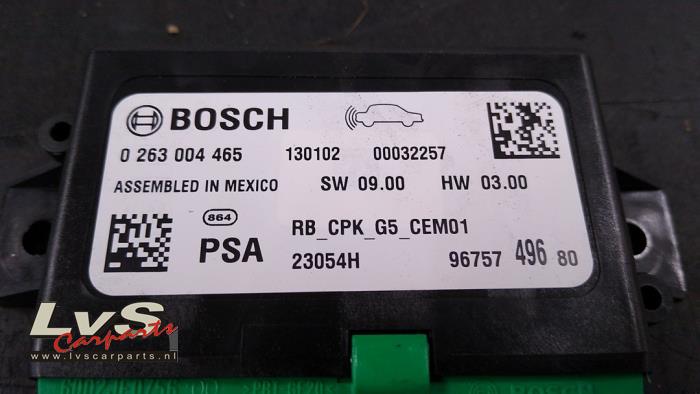 BOSCH
0 263 004 465 130102 00032257
ASSEMBLED IN MEXICO SW 09.00 HW 03.00
864
PSA RB_CPK_G5_CEM01
23054H 96757 496 80
LvS
Carparts
www.lvscarparts.nl